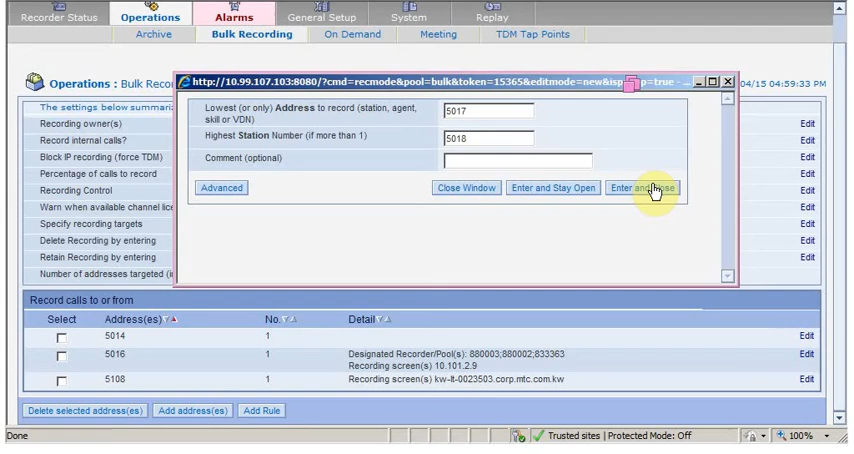 Recorder Status Operations Alarms General Setup System Replay
Archive Bulk Recording On Demand Meeting TDM Tap Points
Operations : Bulk Recor
04/15 04:59:33 PM
http://10.99.107.103:8080/?cmd=recmode&pool=bulk&token=15365&editmode=new&isp
p=true - ...
Lowest (or only) Address to record (station, agent,
skill or VDN)
5017
Highest Station Number (if more than 1)
5018
Comment (optional)
Advanced Close Window Enter and Stay Open Enter and Close
The settings below summari
Recording owner(s) Edit
Record internal calls? Edit
Block IP recording (force TDM) Edit
Percentage of calls to record Edit
Recording Control Edit
Warn when available channel lice Edit
Specify recording targets Edit
Delete Recording by entering Edit
Retain Recording by entering Edit
Number of addresses targeted (i
Record calls to or from
Select Address(es) No. Detail
5014 1 Edit
5016 1 Designated Recorder/Pool(s): 880003;880002;833363 Edit
Recording screen(s) 10.101.2.9
5108 1 Recording screen(s) kw-lt-0023503.corp.mtc.com.kw Edit
Delete selected address(es) Add address(es) Add Rule
Done Trusted sites | Protected Mode: Off 100%